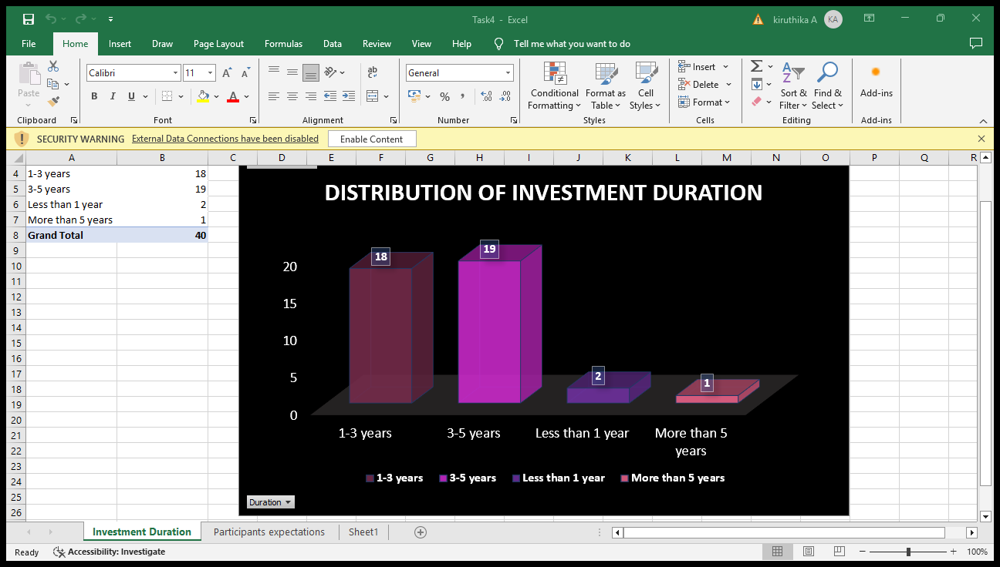 Task4 - Excel
kiruthika A
KA
File Home Insert Draw Page Layout Formulas Data Review View Help Tell me what you want to do
Paste
Calibri 11
B I U
A A
A
ab
c
General
% ,
Conditional Formatting
Format as Table
Cell Styles
Insert
Delete
Format
Sort & Filter
Find & Select
Add-ins
Clipboard Font Alignment Number Styles Cells Editing Add-ins
SECURITY WARNING External Data Connections have been disabled Enable Content
A B C D E F G H I J K L M N O P Q R
4 1-3 years 18
5 3-5 years 19
6 Less than 1 year 2
7 More than 5 years 1
8 Grand Total 40
9
10
11
12
13
14
15
16
17
18
19
20
21
22
23
24
25
26
DISTRIBUTION OF INVESTMENT DURATION
18 19 2 1
20
15
10
5
0
1-3 years 3-5 years Less than 1 year More than 5
years
1-3 years 3-5 years Less than 1 year More than 5 years
Duration
Investment Duration Participants expectations Sheet1
Ready Accessibility: Investigate 100%